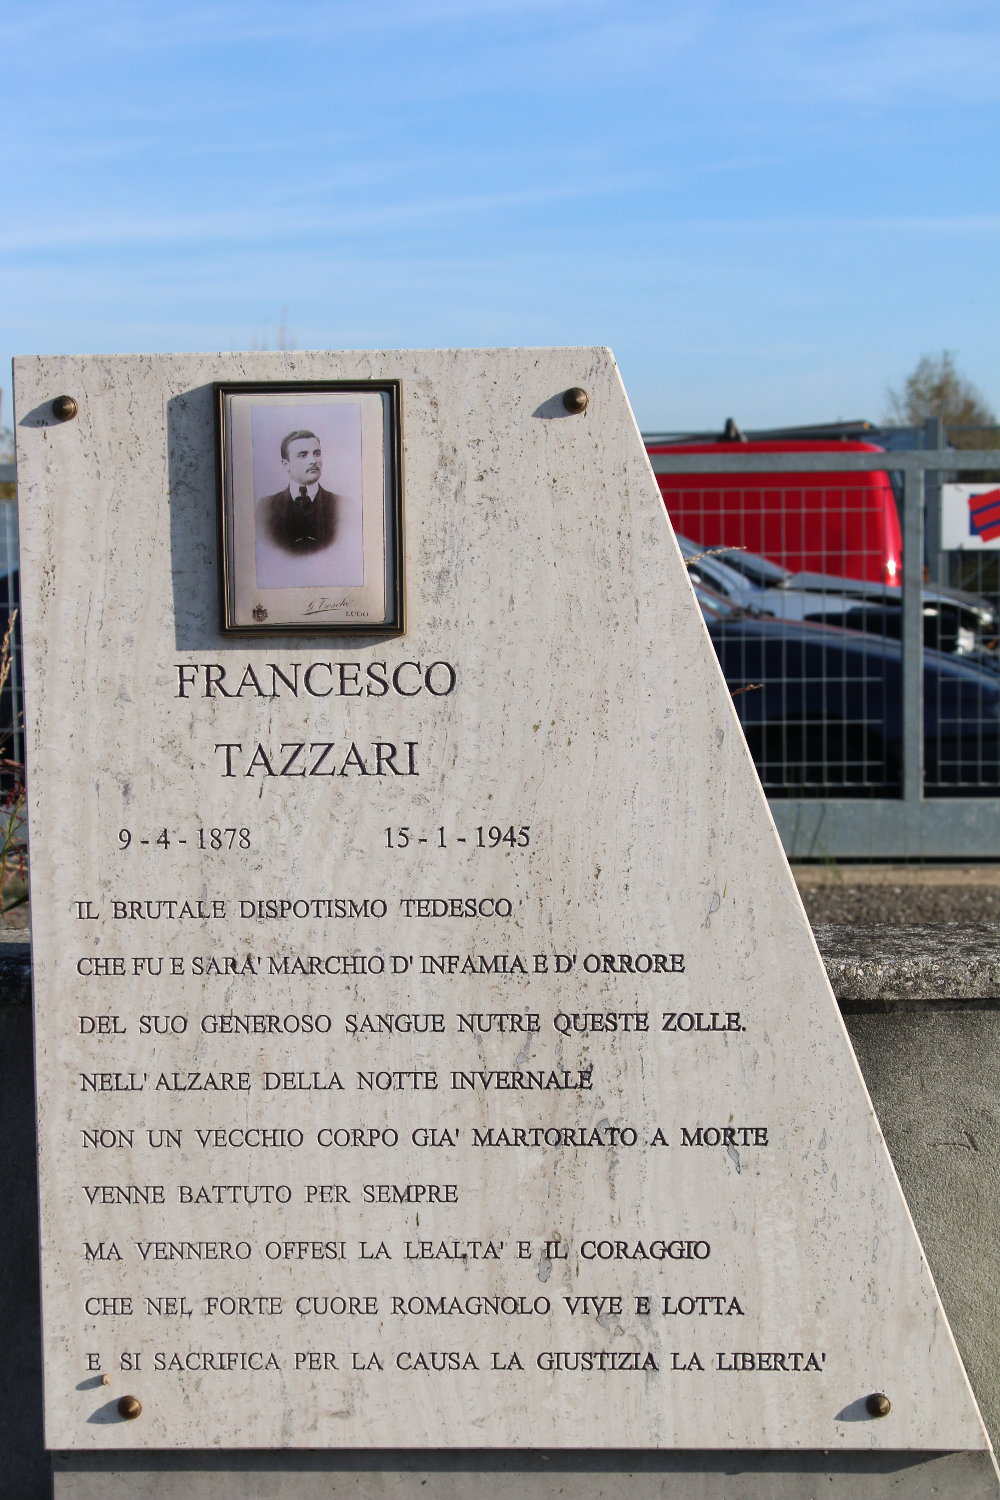 G. Teschi
LUGO
FRANCESCO
TAZZARI
9 - 4 - 1878 15 - 1 - 1945
IL BRUTALE DISPOTISMO TEDESCO
CHE FU E SARA' MARCHIO D' INFAMIA E D' ORRORE
DEL SUO GENEROSO SANGUE NUTRE QUESTE ZOLLE.
NELL' ALZARE DELLA NOTTE INVERNALE
NON UN VECCHIO CORPO GIA' MARTORIATO A MORTE
VENNE BATTUTO PER SEMPRE
MA VENNERO OFFESI LA LEALTA' E IL CORAGGIO
CHE NEL FORTE CUORE ROMAGNOLO VIVE E LOTTA
E SI SACRIFICA PER LA CAUSA LA GIUSTIZIA LA LIBERTA'